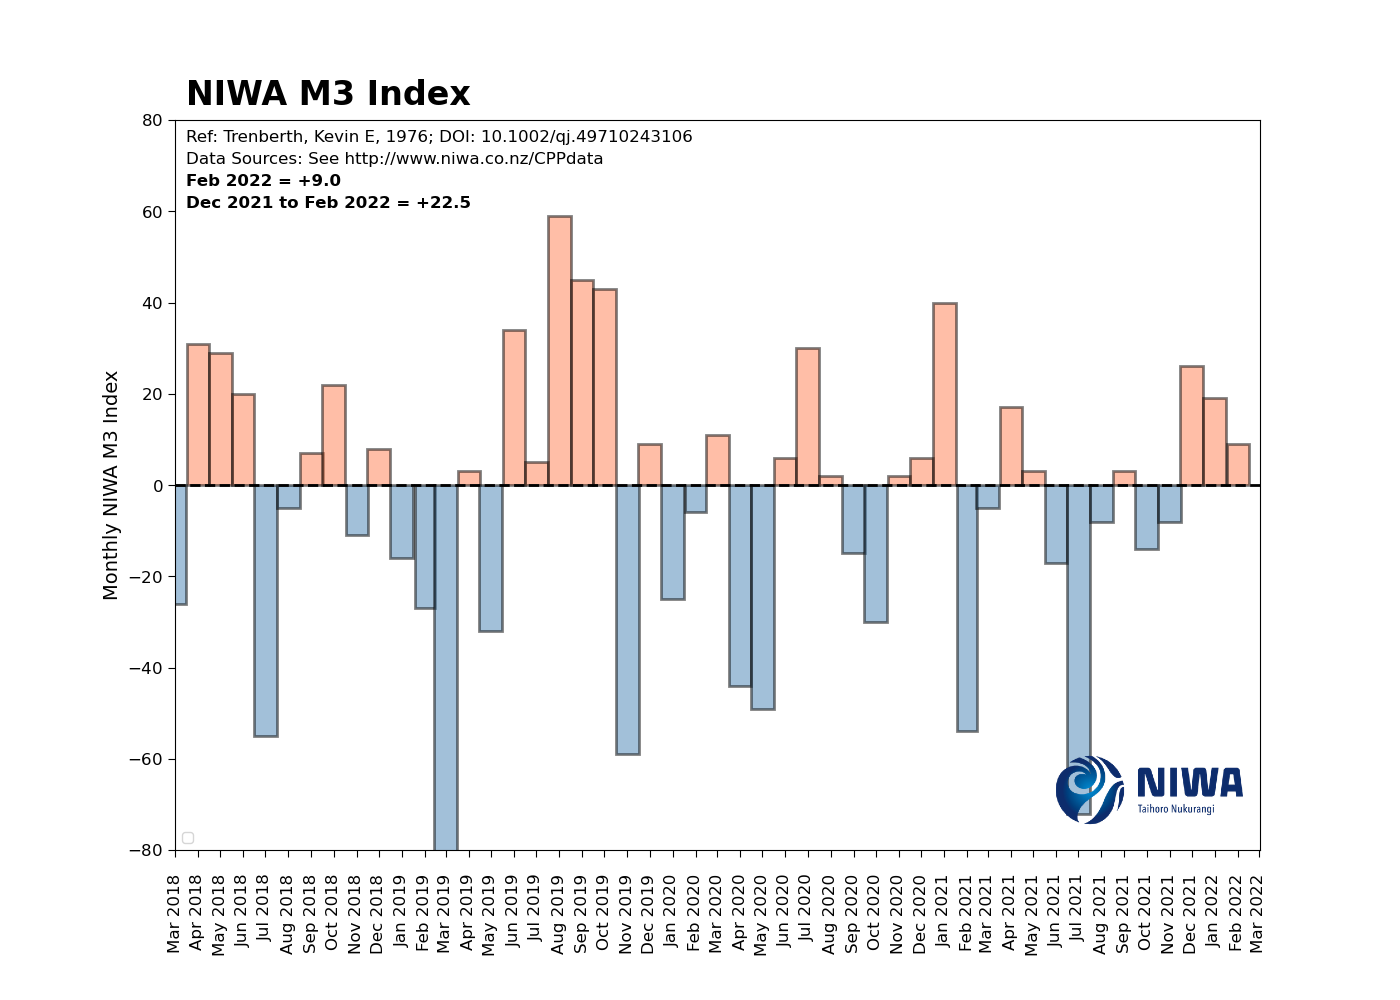 NIWA M3 Index
Ref: Trenberth, Kevin E, 1976; DOI: 10.1002/qj.49710243106
Data Sources: See http://www.niwa.co.nz/CPPdata
Feb 2022 = +9.0
Dec 2021 to Feb 2022 = +22.5
Monthly NIWA M3 Index
80
60
40
20
0
−20
−40
−60
−80
NIWA
Taihoro Nukurangi
Mar 2018
Apr 2018
May 2018
Jun 2018
Jul 2018
Aug 2018
Sep 2018
Oct 2018
Nov 2018
Dec 2018
Jan 2019
Feb 2019
Mar 2019
Apr 2019
May 2019
Jun 2019
Jul 2019
Aug 2019
Sep 2019
Oct 2019
Nov 2019
Dec 2019
Jan 2020
Feb 2020
Mar 2020
Apr 2020
May 2020
Jun 2020
Jul 2020
Aug 2020
Sep 2020
Oct 2020
Nov 2020
Dec 2020
Jan 2021
Feb 2021
Mar 2021
Apr 2021
May 2021
Jun 2021
Jul 2021
Aug 2021
Sep 2021
Oct 2021
Nov 2021
Dec 2021
Jan 2022
Feb 2022
Mar 2022